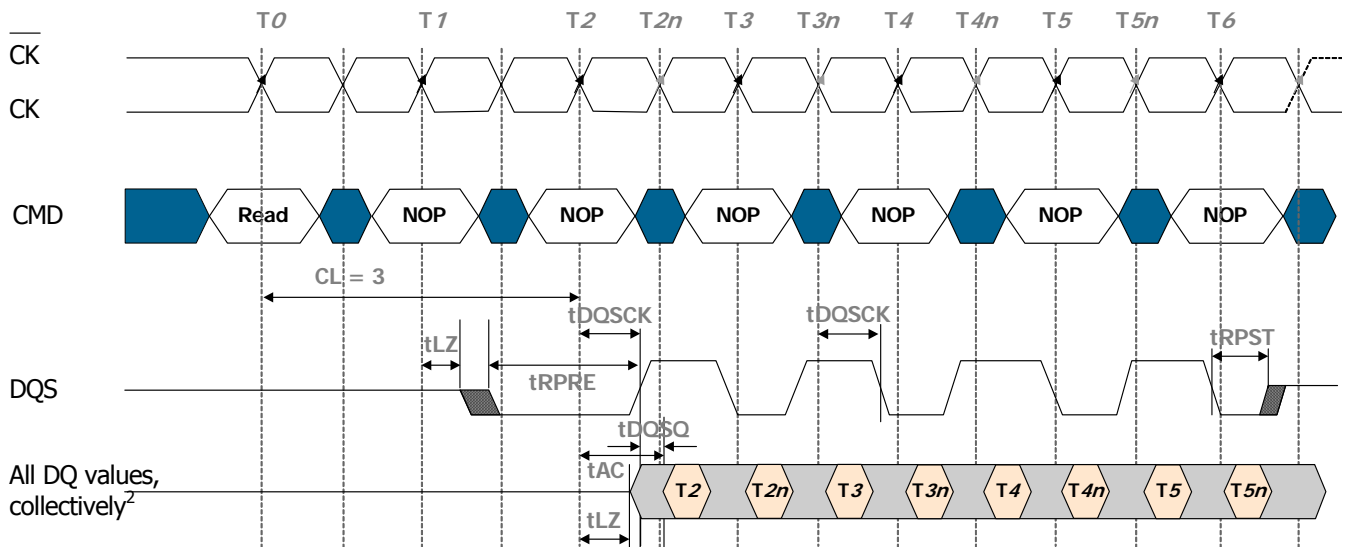 T0 T1 T2 T2n T3 T3n T4 T4n T5 T5n T6
CK
CK
CMD
Read NOP NOP NOP NOP NOP NOP
CL = 3
tDQSCK tDQSCK
tLZ tRPST
tRPRE
DQS
tDQSQ
tAC
All DQ values,
collectively2
T2 T2n T3 T3n T4 T4n T5 T5n
tLZ